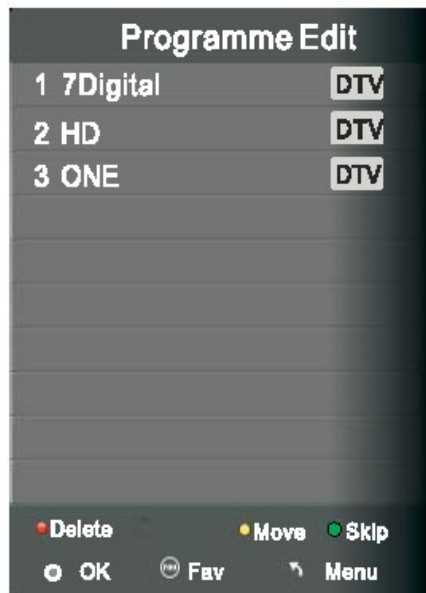 Programme Edit
1 7Digital DTV
2 HD DTV
3 ONE DTV
Delete Move Skip
OK Fav Menu